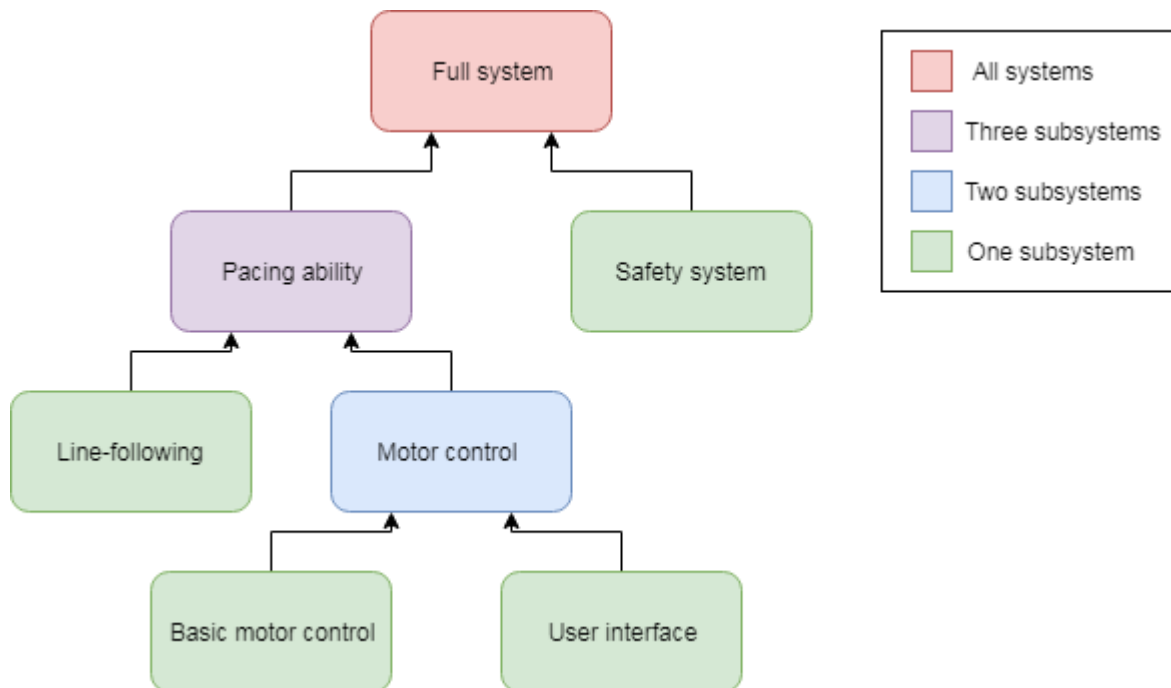 Full system
All systems
Three subsystems
Two subsystems
One subsystem
Pacing ability
Safety system
Line-following
Motor control
Basic motor control
User interface